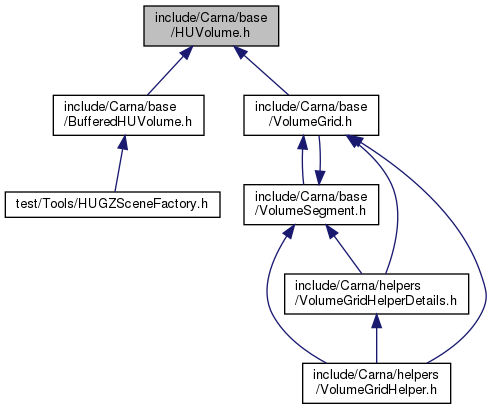 include/Carna/base
/HUVolume.h
include/Carna/base
/BufferedHUVolume.h
include/Carna/base
/VolumeGrid.h
test/Tools/HUGZSceneFactory.h
include/Carna/base
/VolumeSegment.h
include/Carna/helpers
/VolumeGridHelperDetails.h
include/Carna/helpers
/VolumeGridHelper.h